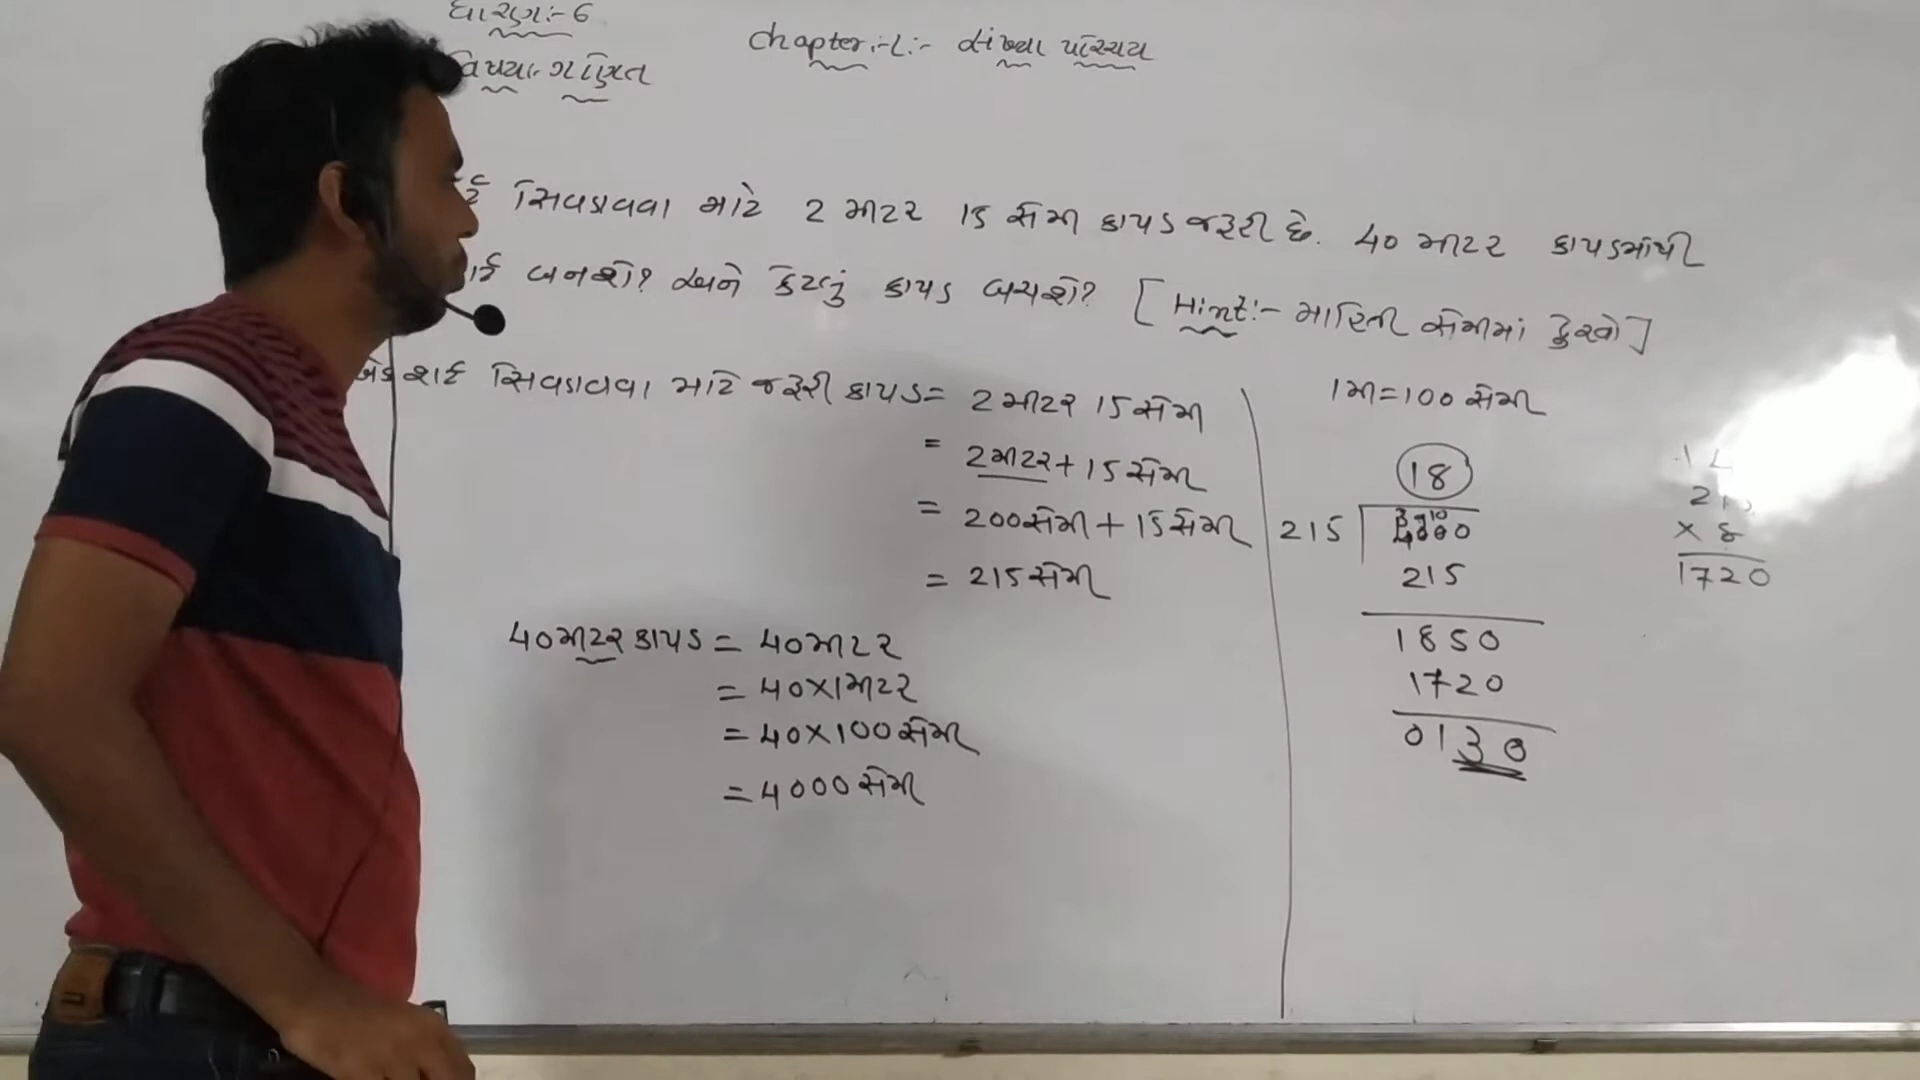 ધોરણ:-6
Chapter:-1:- સંખ્યા પરિચય
વિષય:- ગણિત
ર્ટ સિવડાવવા માટે 2 મીટર 15 સેમી કાપડ જરૂરી છે. 40 મીટર કાપડમાંથી
ર્ટ બનશે? અને કેટલું કાપડ બચશે? [Hint:- માહિતી સેમીમાં ફેરવો]
એક શર્ટ સિવડાવવા માટે જરૂરી કાપડ = 2 મીટર 15 સેમી
= 2 મીટર + 15 સેમી
= 200 સેમી + 15 સેમી
= 215 સેમી
40 મીટર કાપડ = 40 મીટર
= 40 × 1 મીટર
= 40 × 100 સેમી
= 4000 સેમી
1 મી = 100 સેમી
18
215 4000
215
1850
1720
0130
× 8
1720